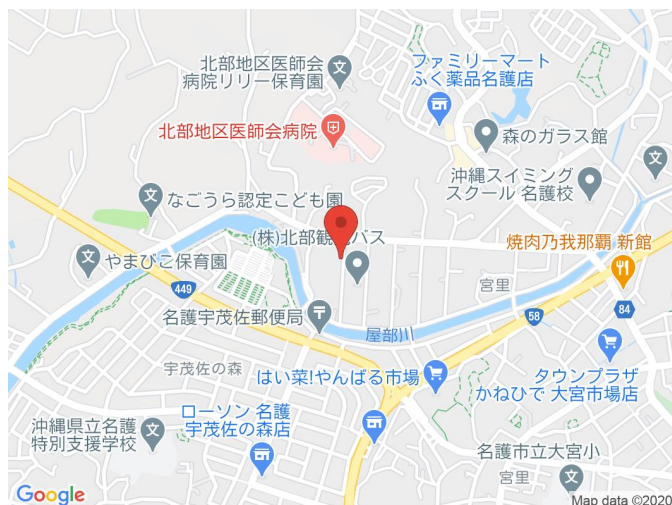 北部地区医師会
病院リリー保育園
ファミリーマート
ふく薬品名護店
北部地区医師会病院
森のガラス館
沖縄スイミング
スクール 名護校
なごうら認定こども園
(株)北部観光バス
焼肉乃我那覇 新館
やまびこ保育園
449
宮里
名護宇茂佐郵便局
58
84
屋部川
宇茂佐の森
はい菜!やんばる市場
タウンプラザ
かねひで 大宮市場店
ローソン 名護
宇茂佐の森店
沖縄県立名護
特別支援学校
名護市立大宮小
宮里
Google
Map data ©2020